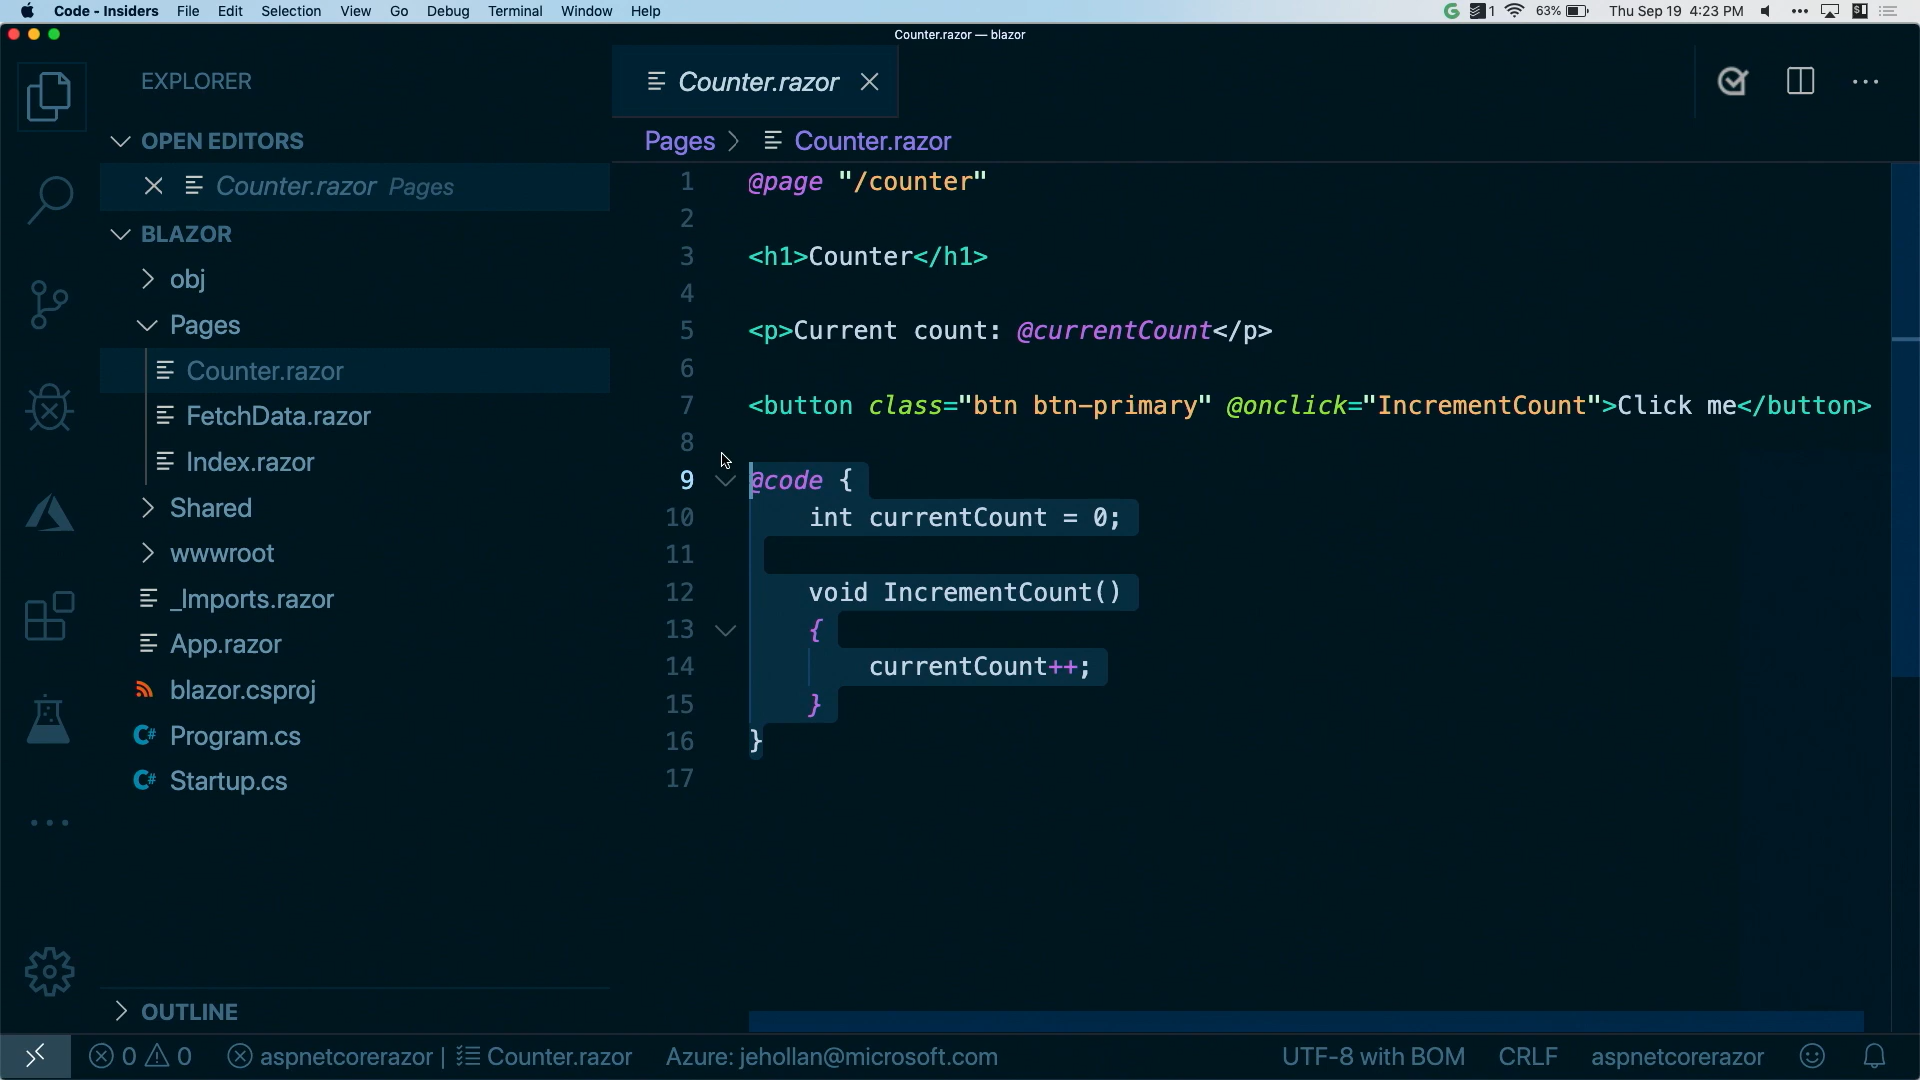 Code - Insiders File Edit Selection View Go Debug Terminal Window Help
1 63% Thu Sep 19 4:23 PM
Counter.razor — blazor
EXPLORER
OPEN EDITORS
Counter.razor Pages
BLAZOR
obj
Pages
Counter.razor
FetchData.razor
Index.razor
Shared
wwwroot
_Imports.razor
App.razor
blazor.csproj
C# Program.cs
C# Startup.cs
OUTLINE
Counter.razor
Pages > Counter.razor
1 @page "/counter"
2
3 <h1>Counter</h1>
4
5 <p>Current count: @currentCount</p>
6
7 <button class="btn btn-primary" @onclick="IncrementCount">Click me</button>
8
9 @code {
10 int currentCount = 0;
11
12 void IncrementCount()
13 {
14 currentCount++;
15 }
16 }
17
0 0 aspnetcorerazor | Counter.razor Azure: jehollan@microsoft.com UTF-8 with BOM CRLF aspnetcorerazor